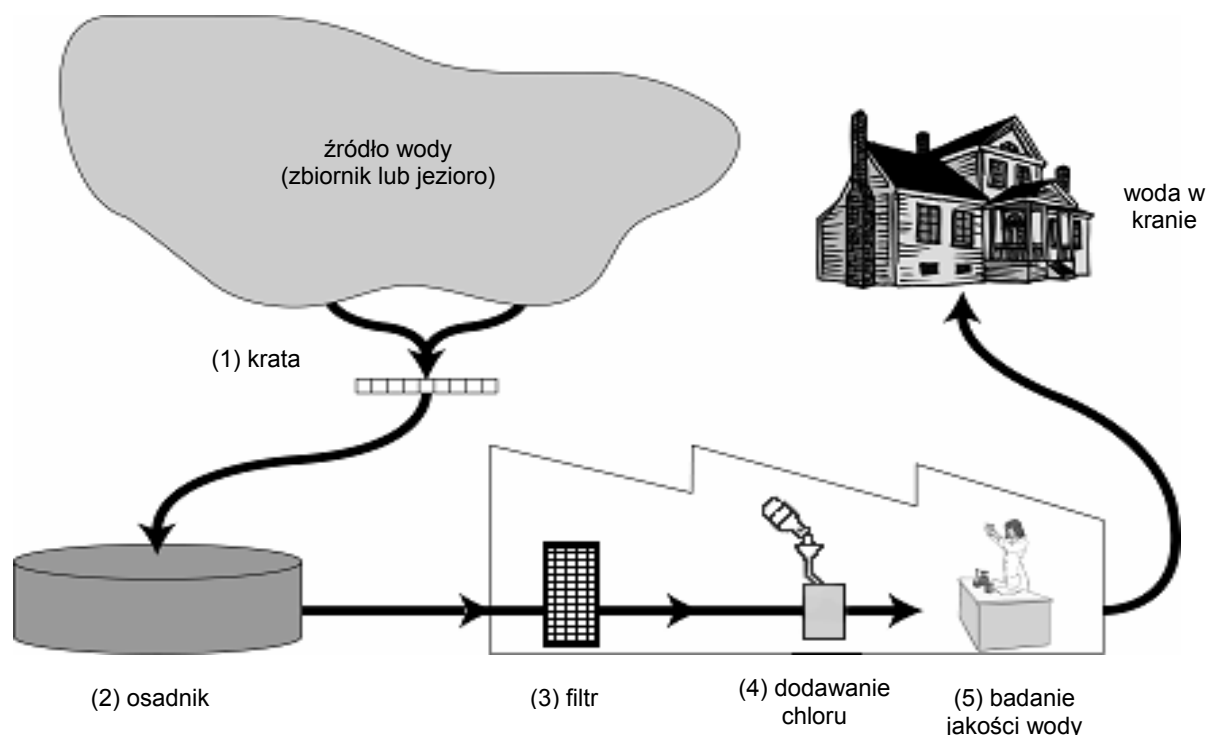 źródło wody
(zbiornik lub jezioro)
woda w
kranie
(1) krata
(2) osadnik
(3) filtr
(4) dodawanie
chloru
(5) badanie
jakości wody